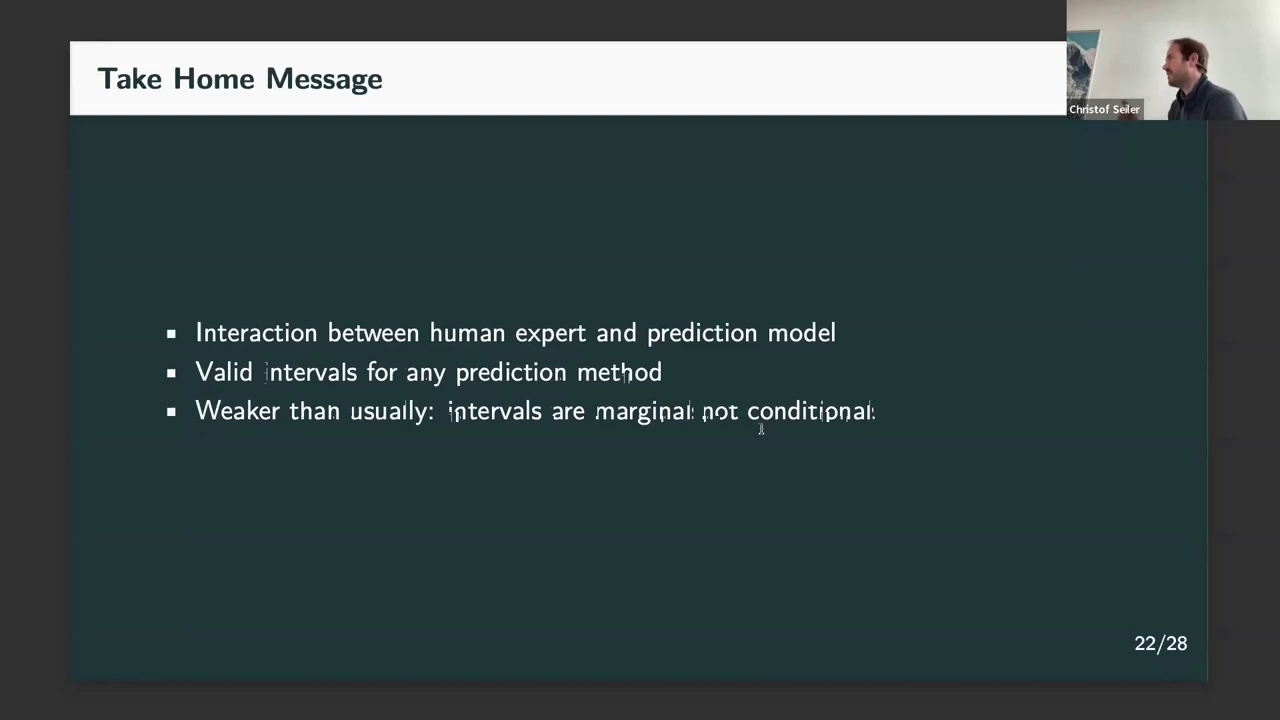 Take Home Message
Christof Seiler
Interaction between human expert and prediction model
Valid intervals for any prediction method
Weaker than usually: intervals are marginal not conditional
22/28